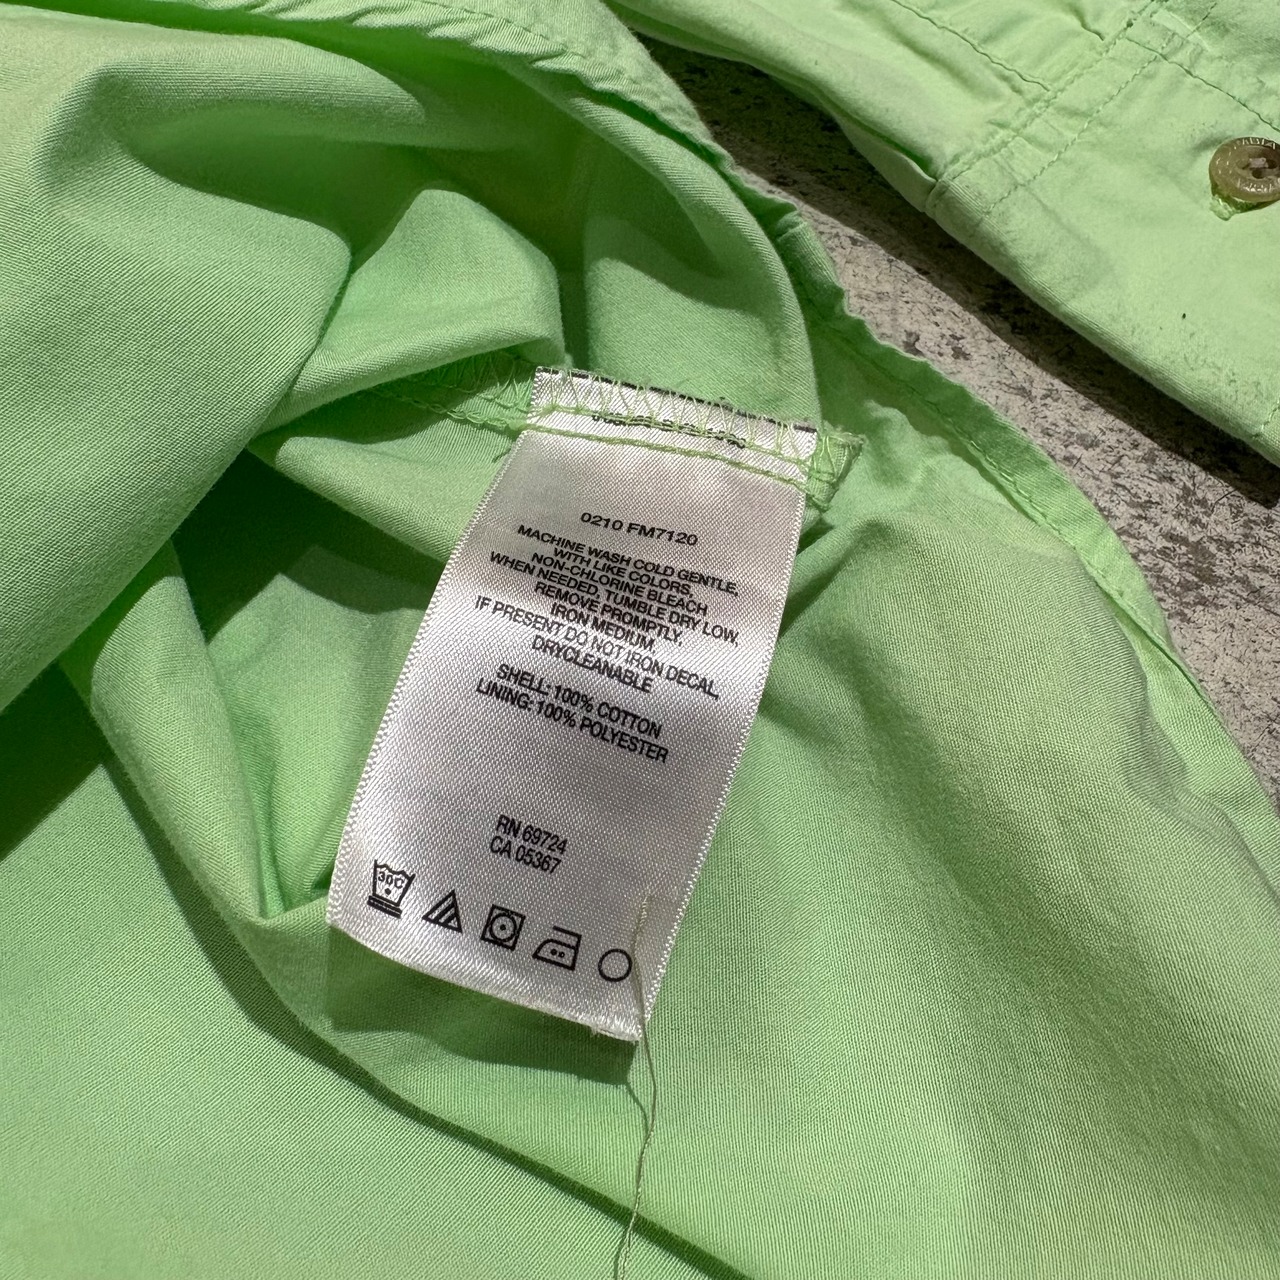 0210 FM7120
MACHINE WASH COLD GENTLE,
WITH LIKE COLORS,
NON-CHLORINE BLEACH
WHEN NEEDED, TUMBLE DRY LOW,
REMOVE PROMPTLY,
IRON MEDIUM.
IF PRESENT DO NOT IRON DECAL,
DRYCLEANABLE
SHELL: 100% COTTON
LINING: 100% POLYESTER
RN 69724
CA 05367
30C